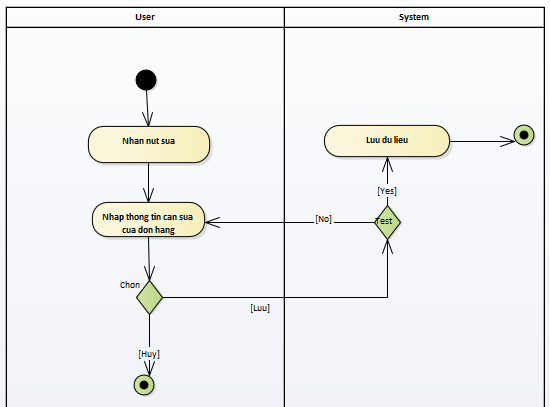 User
System
Nhan nut sua
Luu du lieu
[Yes]
Nhap thong tin can sua
cua don hang
[No]
Test
Chon
[Luu]
[Huy]